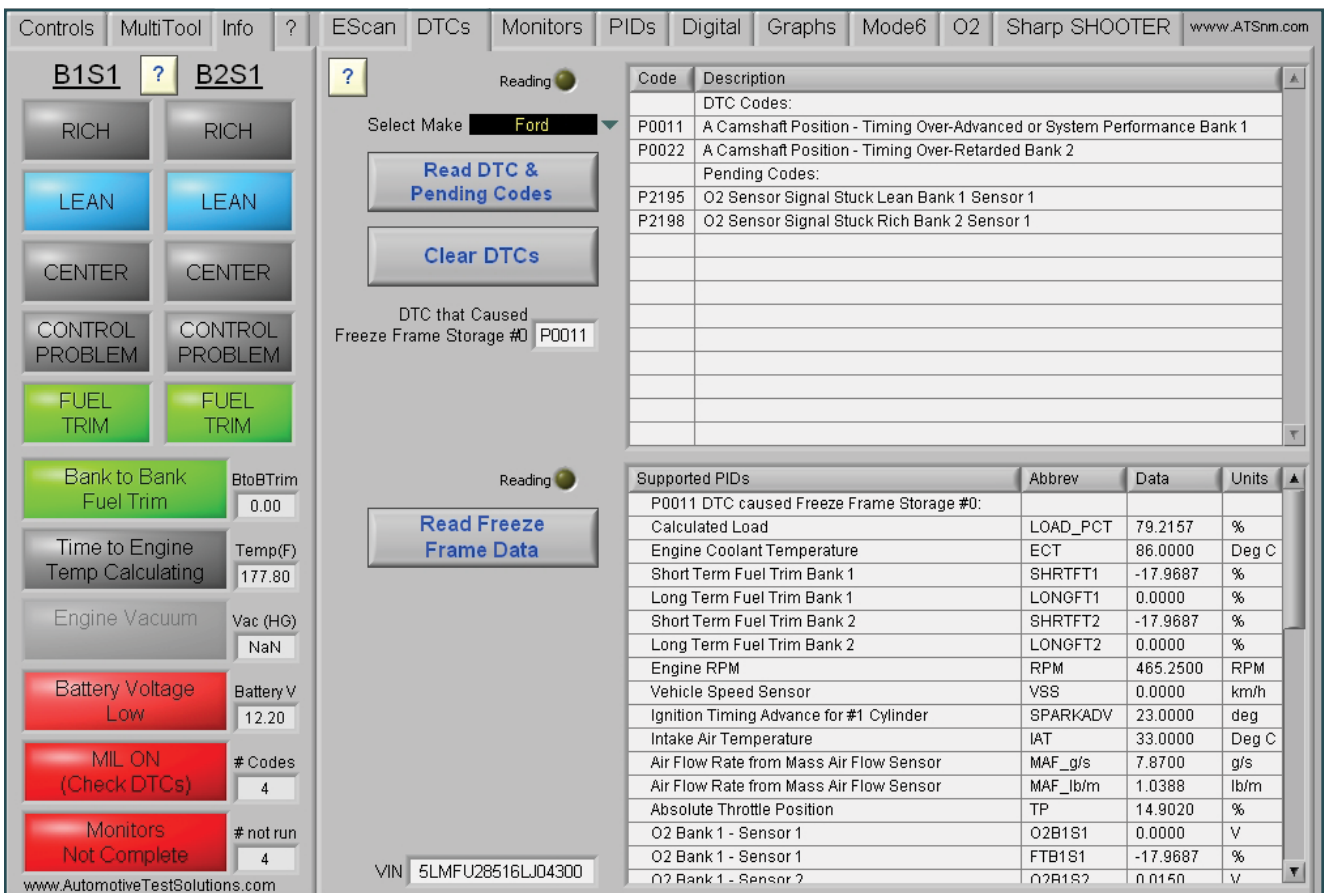 Controls MultiTool Info ? EScan DTCs Monitors PIDs Digital Graphs Mode6 O2 Sharp SHOOTER www.ATSnm.com
B1S1 ? B2S1
RICH RICH
LEAN LEAN
CENTER CENTER
CONTROL PROBLEM CONTROL PROBLEM
FUEL TRIM FUEL TRIM
Bank to Bank Fuel Trim BtoBTrim 0.00
Time to Engine Temp Calculating Temp(F) 177.80
Engine Vacuum Vac (HG) NaN
Battery Voltage Low Battery V 12.20
MIL ON (Check DTCs) # Codes 4
Monitors Not Complete # not run 4
www.AutomotiveTestSolutions.com
? Reading
Select Make Ford
Read DTC & Pending Codes
Clear DTCs
DTC that Caused
Freeze Frame Storage #0 P0011
Reading
Read Freeze Frame Data
VIN 5LMFU28516LJ04300
Code Description
DTC Codes:
P0011 A Camshaft Position - Timing Over-Advanced or System Performance Bank 1
P0022 A Camshaft Position - Timing Over-Retarded Bank 2
Pending Codes:
P2195 O2 Sensor Signal Stuck Lean Bank 1 Sensor 1
P2198 O2 Sensor Signal Stuck Rich Bank 2 Sensor 1
Supported PIDs Abbrev Data Units
P0011 DTC caused Freeze Frame Storage #0:
Calculated Load LOAD_PCT 79.2157 %
Engine Coolant Temperature ECT 86.0000 Deg C
Short Term Fuel Trim Bank 1 SHRTFT1 -17.9687 %
Long Term Fuel Trim Bank 1 LONGFT1 0.0000 %
Short Term Fuel Trim Bank 2 SHRTFT2 -17.9687 %
Long Term Fuel Trim Bank 2 LONGFT2 0.0000 %
Engine RPM RPM 465.2500 RPM
Vehicle Speed Sensor VSS 0.0000 km/h
Ignition Timing Advance for #1 Cylinder SPARKADV 23.0000 deg
Intake Air Temperature IAT 33.0000 Deg C
Air Flow Rate from Mass Air Flow Sensor MAF_g/s 7.8700 g/s
Air Flow Rate from Mass Air Flow Sensor MAF_lb/m 1.0388 lb/m
Absolute Throttle Position TP 14.9020 %
O2 Bank 1 - Sensor 1 O2B1S1 0.0000 V
O2 Bank 1 - Sensor 1 FTB1S1 -17.9687 %
O2 Bank 1 - Sensor 2 O2B1S2 0.0150 V